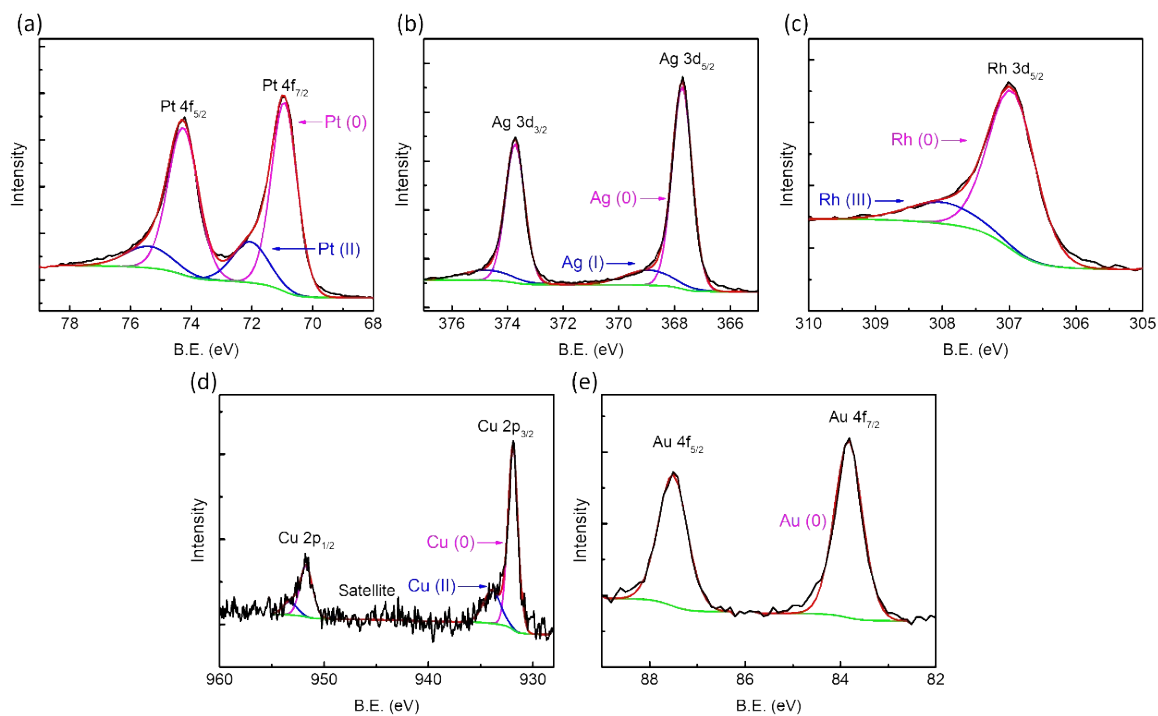 (a)
Pt 4f5/2
Pt 4f7/2
Pt (0)
Pt (II)
Intensity
78 76 74 72 70 68
B.E. (eV)
(b)
Ag 3d5/2
Ag 3d3/2
Ag (0)
Ag (I)
Intensity
376 374 372 370 368 366
B.E. (eV)
(c)
Rh 3d5/2
Rh (0)
Rh (III)
Intensity
310 309 308 307 306 305
B.E. (eV)
(d)
Cu 2p3/2
Cu 2p1/2
Cu (0)
Cu (II)
Satellite
Intensity
960 950 940 930
B.E. (eV)
(e)
Au 4f7/2
Au 4f5/2
Au (0)
Intensity
88 86 84 82
B.E. (eV)